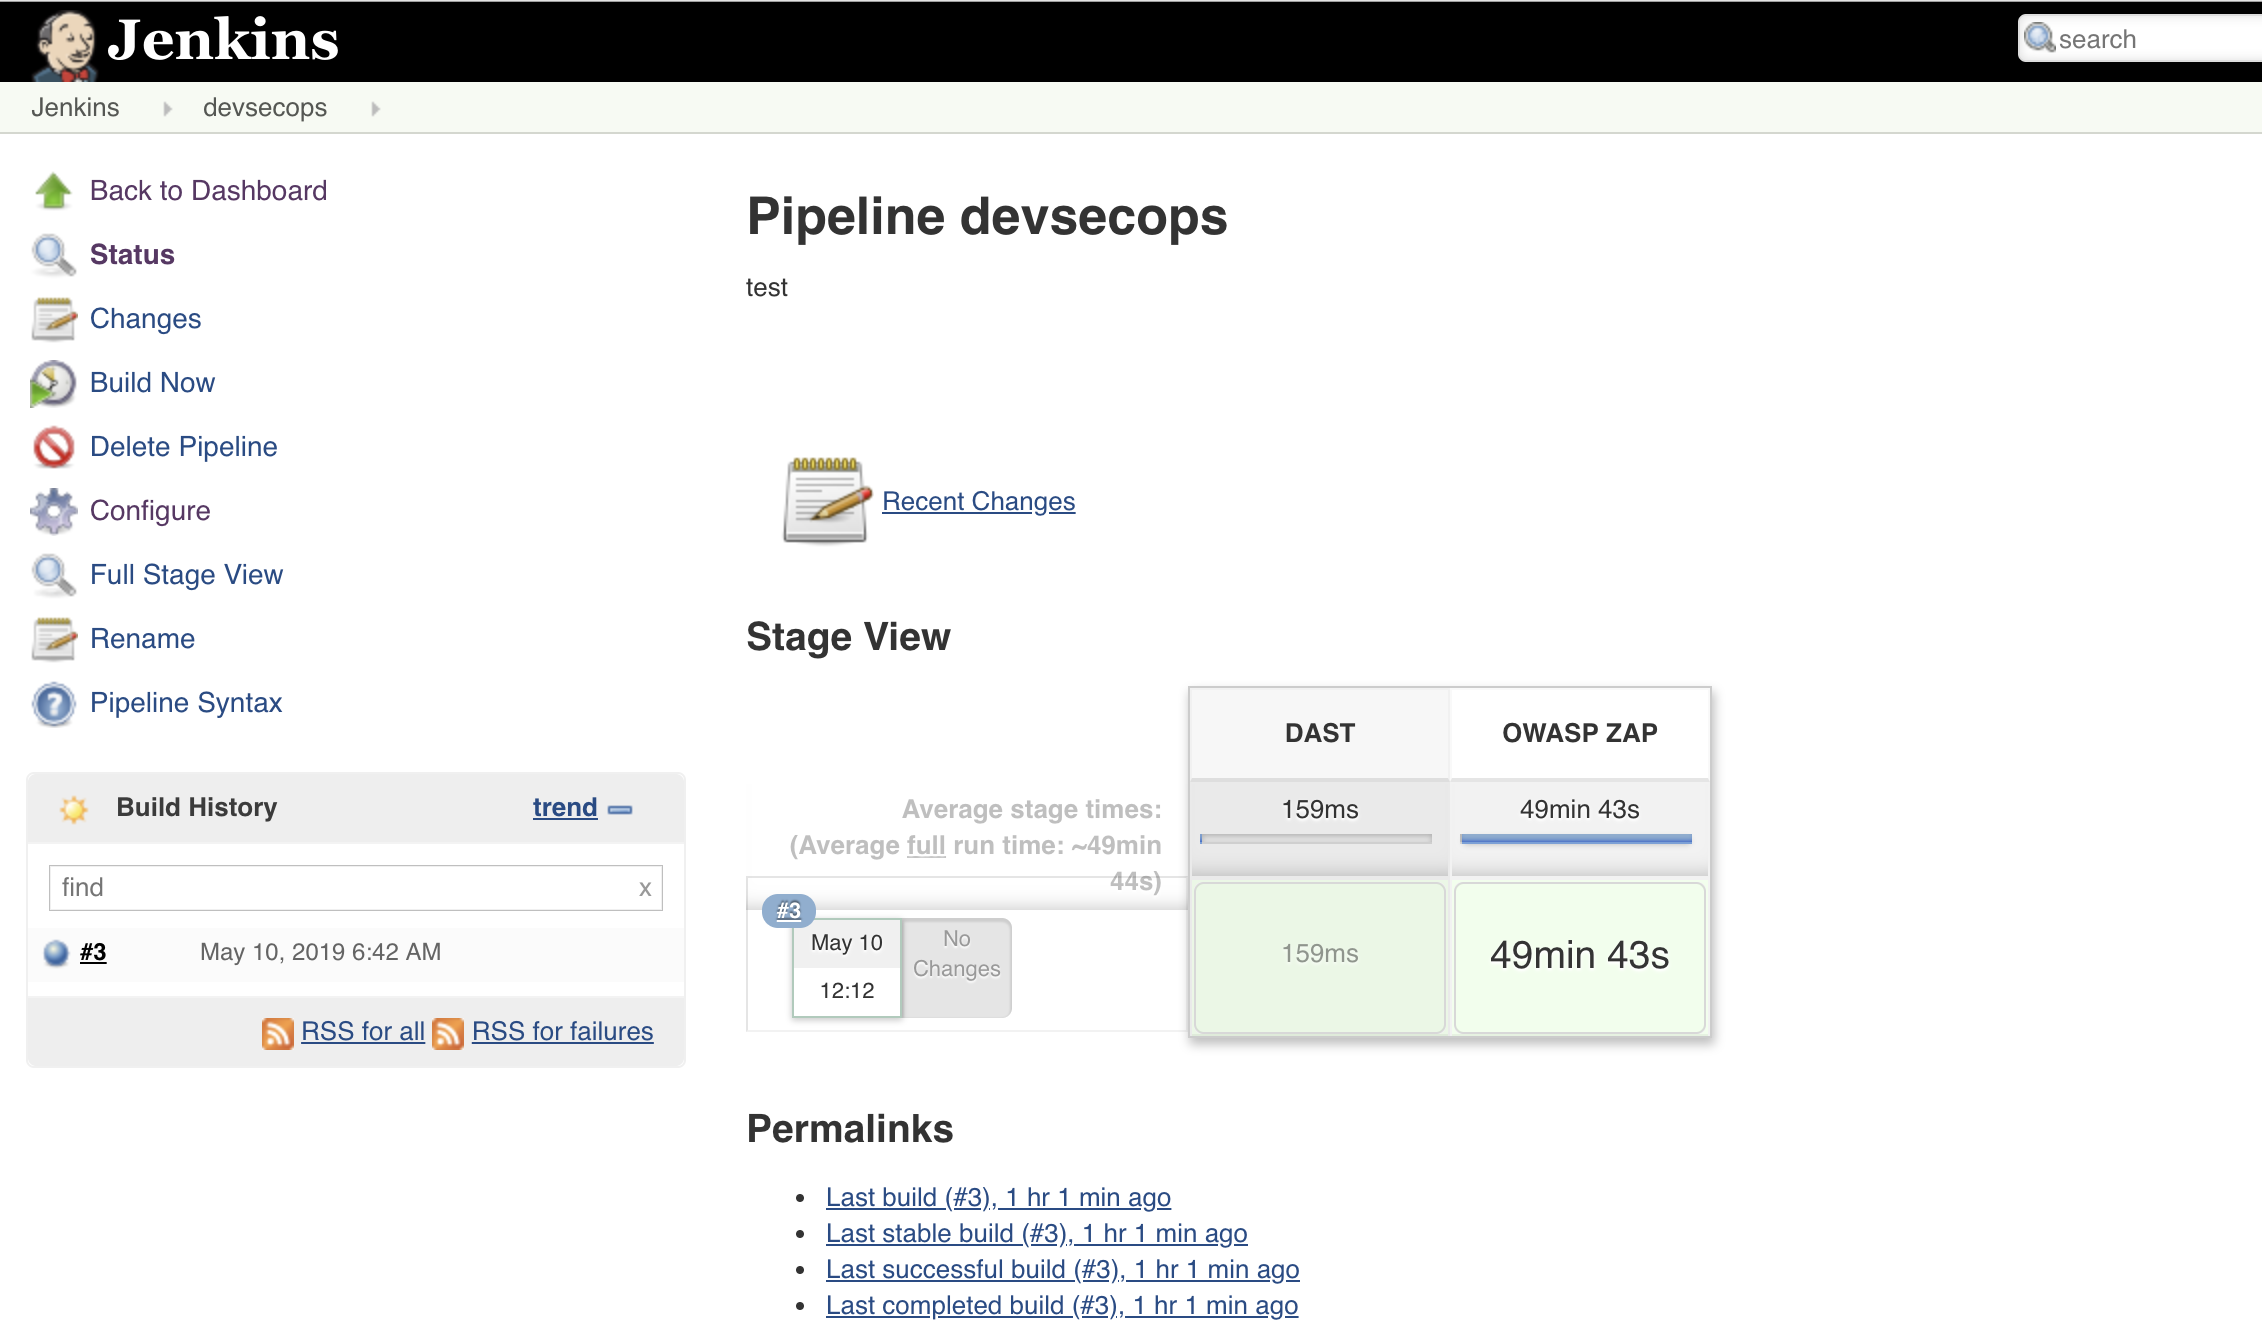 Jenkins
search
Jenkins
devsecops
Back to Dashboard
Status
Changes
Build Now
Delete Pipeline
Configure
Full Stage View
Rename
Pipeline Syntax
Build History
trend
find
x
#3
May 10, 2019 6:42 AM
RSS for all
RSS for failures
Pipeline devsecops
test
Recent Changes
Stage View
DAST
OWASP ZAP
Average stage times:
(Average full run time: ~49min
44s)
159ms
49min 43s
#3
May 10
12:12
No
Changes
159ms
49min 43s
Permalinks
Last build (#3), 1 hr 1 min ago
Last stable build (#3), 1 hr 1 min ago
Last successful build (#3), 1 hr 1 min ago
Last completed build (#3), 1 hr 1 min ago